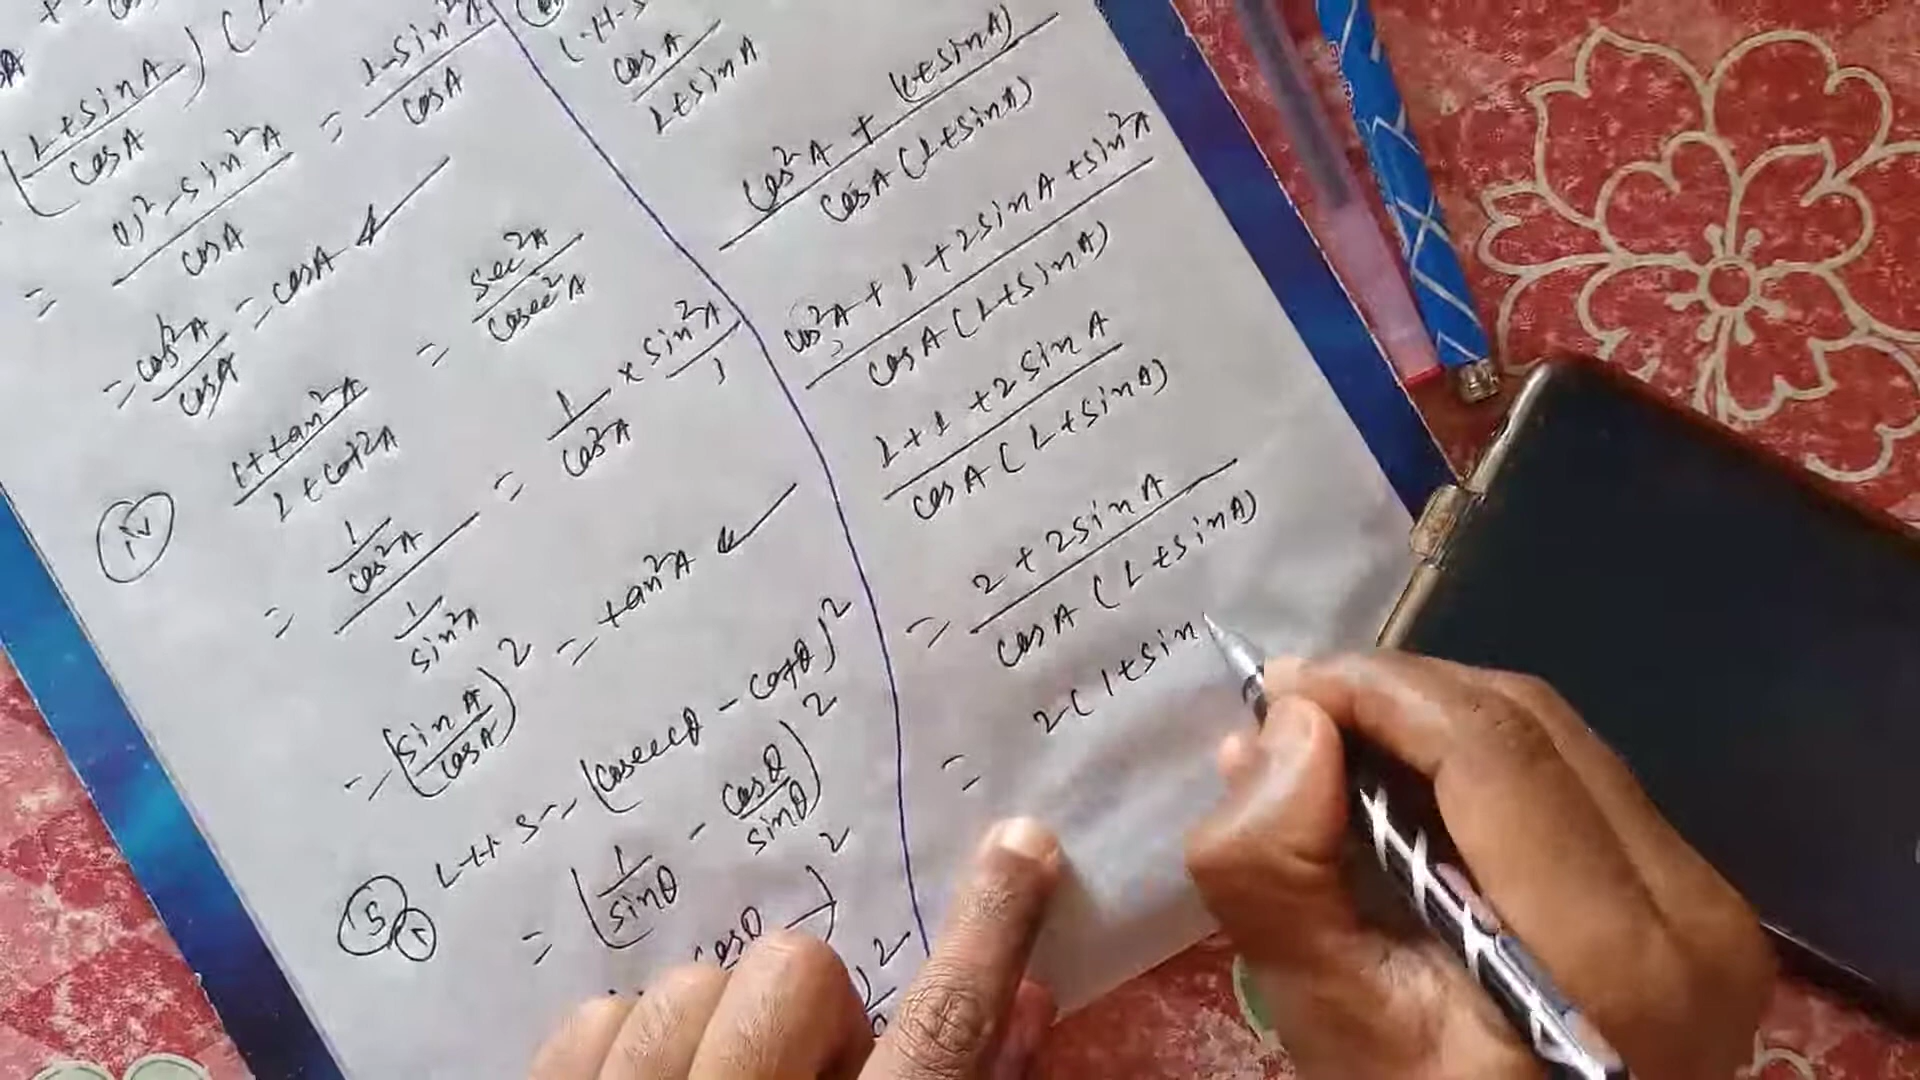 (1+sinA/cosA)
(1)²-sin²A/cosA = 1-sin²A/cosA
= cos²A/cosA = cosA
(iv) 1+tan²A/1+cot2A = sec²A/cosec²A
= 1/cos²A / 1/sin²A = 1/cos²A × sin²A/1
= (sinA/cosA)² = tan²A
(5) L-H-S = (cosecθ - cotθ)²
= (1/sinθ - cosθ/sinθ)²
cosθ )²
)²
L-H-S
cosA/1+sinA
cos²A + (1+sinA)/cosA(1+sinA)
cos²A+1+2sinA+sin²A/cosA(1+sinA)
1+1+2sinA/cosA(1+sinA)
= 2+2sinA/cosA(1+sinA)
= 2(1+sin